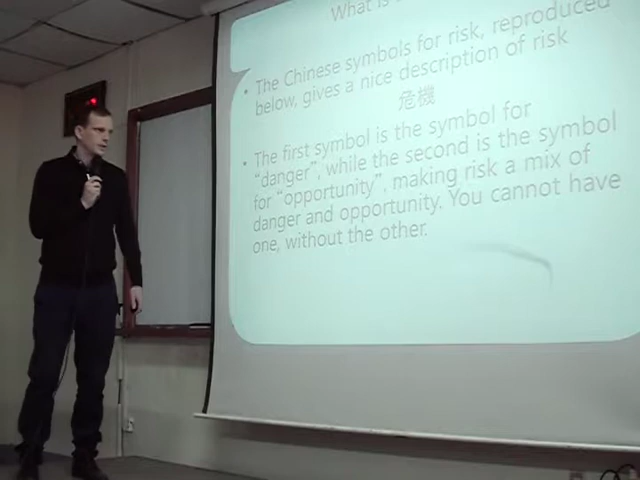 What is
• The Chinese symbols for risk, reproduced
below, gives a nice description of risk
危機
• The first symbol is the symbol for
"danger", while the second is the symbol
for "opportunity", making risk a mix of
danger and opportunity. You cannot have
one, without the other.